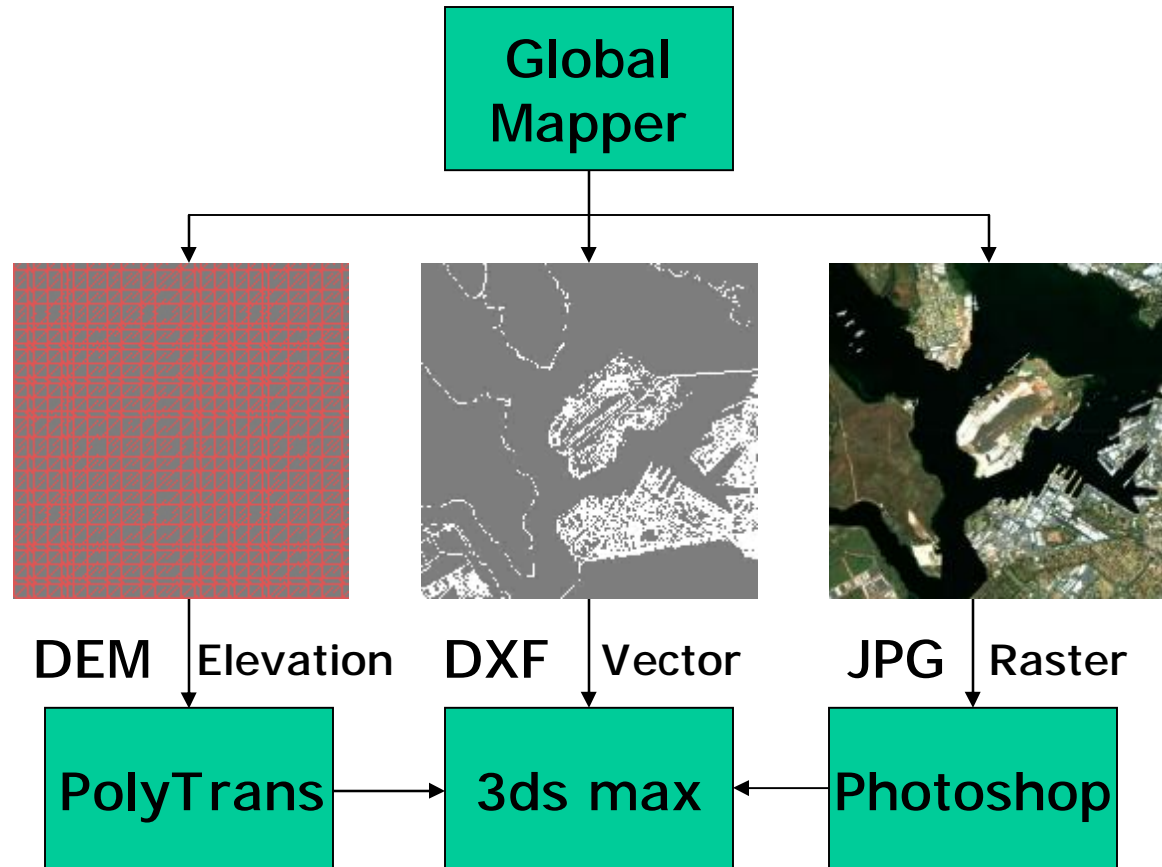 Global
Mapper
DEM Elevation DXF Vector JPG Raster
PolyTrans 3ds max Photoshop